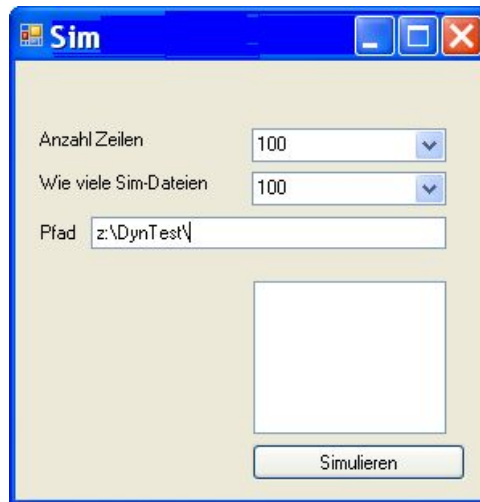 Sim
Anzahl Zeilen 100
Wie viele Sim-Dateien 100
Pfad z:\DynTest\
Simulieren